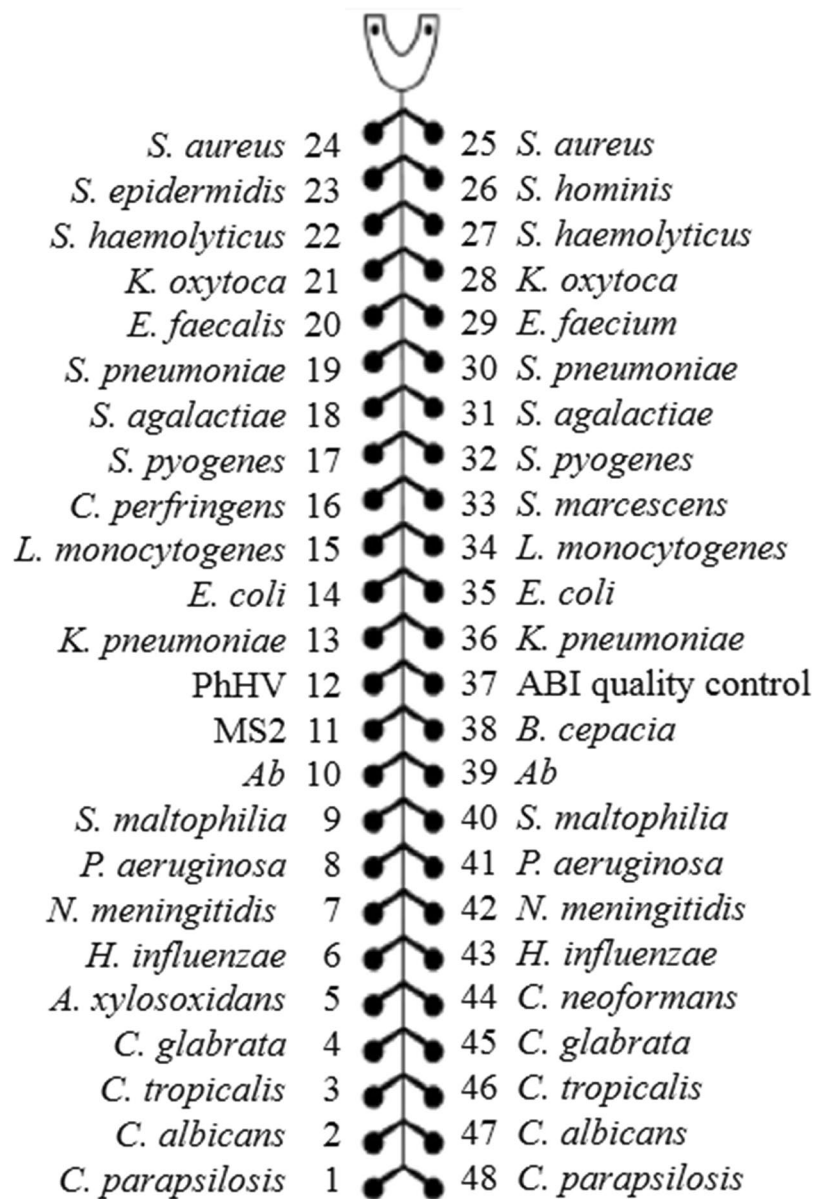 S. aureus 24 25 S. aureus
S. epidermidis 23 26 S. hominis
S. haemolyticus 22 27 S. haemolyticus
K. oxytoca 21 28 K. oxytoca
E. faecalis 20 29 E. faecium
S. pneumoniae 19 30 S. pneumoniae
S. agalactiae 18 31 S. agalactiae
S. pyogenes 17 32 S. pyogenes
C. perfringens 16 33 S. marcescens
L. monocytogenes 15 34 L. monocytogenes
E. coli 14 35 E. coli
K. pneumoniae 13 36 K. pneumoniae
PhHV 12 37 ABI quality control
MS2 11 38 B. cepacia
Ab 10 39 Ab
S. maltophilia 9 40 S. maltophilia
P. aeruginosa 8 41 P. aeruginosa
N. meningitidis 7 42 N. meningitidis
H. influenzae 6 43 H. influenzae
A. xylosoxidans 5 44 C. neoformans
C. glabrata 4 45 C. glabrata
C. tropicalis 3 46 C. tropicalis
C. albicans 2 47 C. albicans
C. parapsilosis 1 48 C. parapsilosis